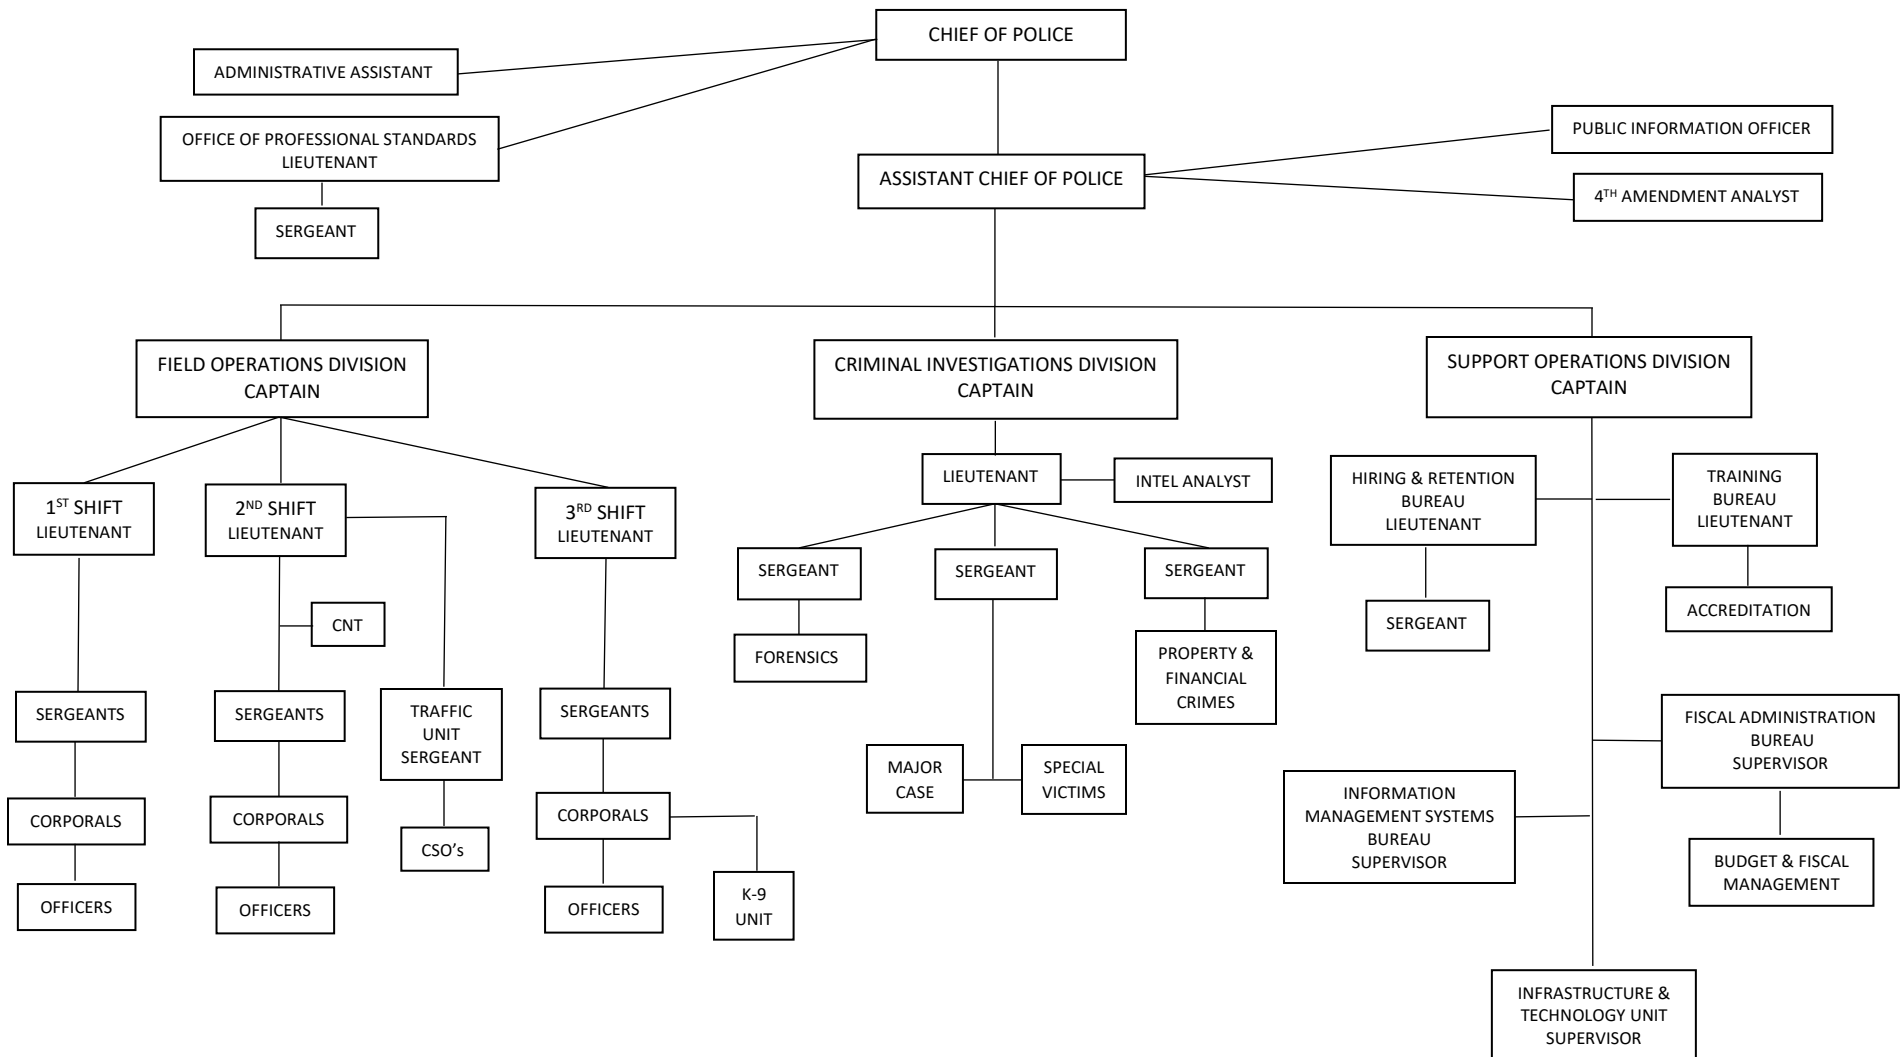 CHIEF OF POLICE
ADMINISTRATIVE ASSISTANT
OFFICE OF PROFESSIONAL STANDARDS
LIEUTENANT
SERGEANT
PUBLIC INFORMATION OFFICER
ASSISTANT CHIEF OF POLICE
4TH AMENDMENT ANALYST
FIELD OPERATIONS DIVISION
CAPTAIN
CRIMINAL INVESTIGATIONS DIVISION
CAPTAIN
SUPPORT OPERATIONS DIVISION
CAPTAIN
1ST SHIFT
LIEUTENANT
2ND SHIFT
LIEUTENANT
3RD SHIFT
LIEUTENANT
LIEUTENANT
INTEL ANALYST
HIRING & RETENTION
BUREAU
LIEUTENANT
TRAINING
BUREAU
LIEUTENANT
SERGEANT
SERGEANT
SERGEANT
CNT
FORENSICS
PROPERTY &
FINANCIAL
CRIMES
SERGEANT
ACCREDITATION
SERGEANTS
SERGEANTS
TRAFFIC
UNIT
SERGEANT
SERGEANTS
MAJOR
CASE
SPECIAL
VICTIMS
FISCAL ADMINISTRATION
BUREAU
SUPERVISOR
INFORMATION
MANAGEMENT SYSTEMS
BUREAU
SUPERVISOR
CORPORALS
CORPORALS
CSO's
CORPORALS
BUDGET & FISCAL
MANAGEMENT
OFFICERS
OFFICERS
OFFICERS
K-9
UNIT
INFRASTRUCTURE &
TECHNOLOGY UNIT
SUPERVISOR